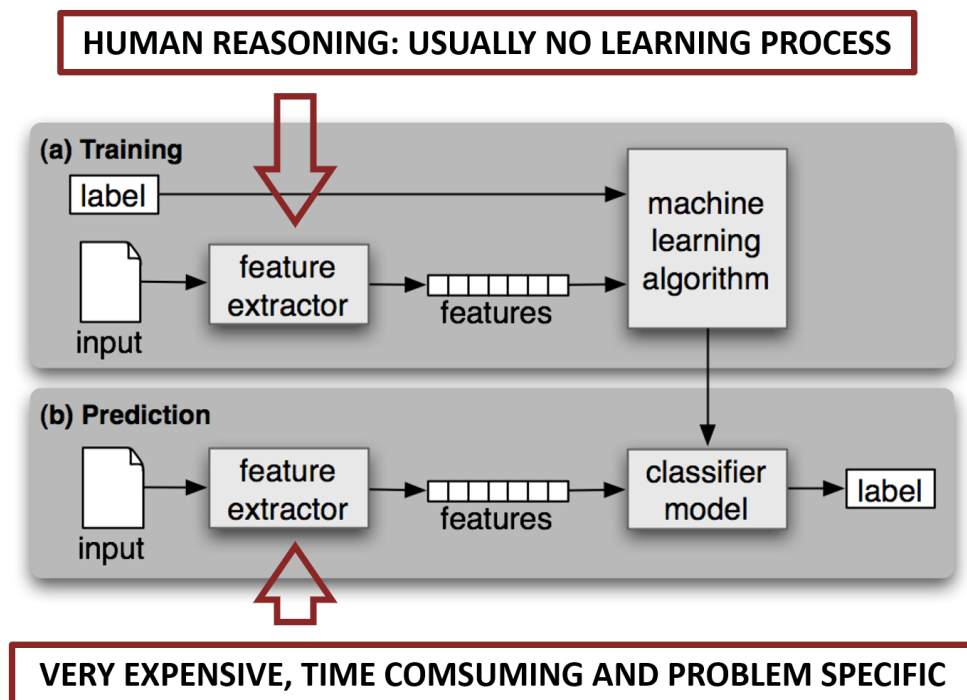 HUMAN REASONING: USUALLY NO LEARNING PROCESS
(a) Training
label
machine
learning
algorithm
feature
extractor
features
input
(b) Prediction
feature
extractor
features
classifier
model
label
input
VERY EXPENSIVE, TIME COMSUMING AND PROBLEM SPECIFIC